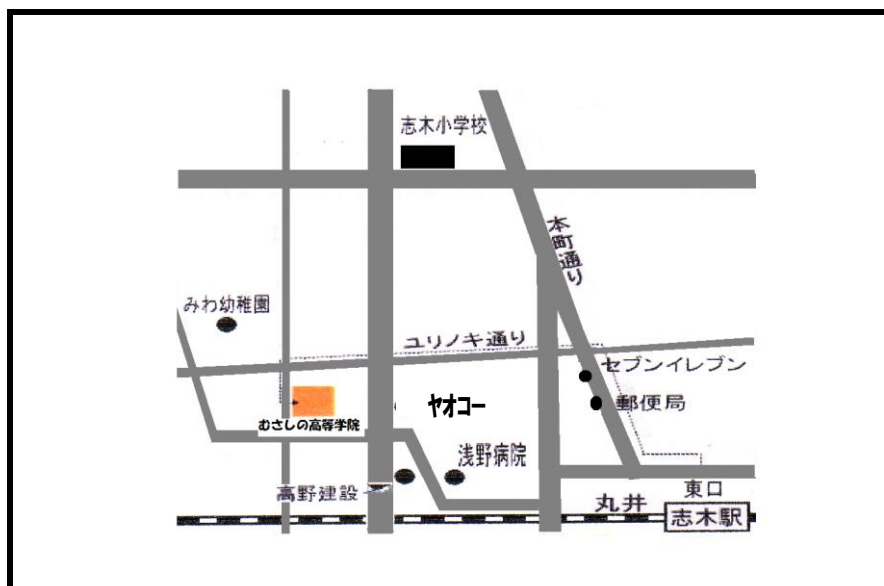 志木小学校
本町通り
みわ幼稚園
ユリノキ通り
セブンイレブン
ヤオコー
郵便局
むさしの高等学院
浅野病院
高野建設
東口
丸井
志木駅